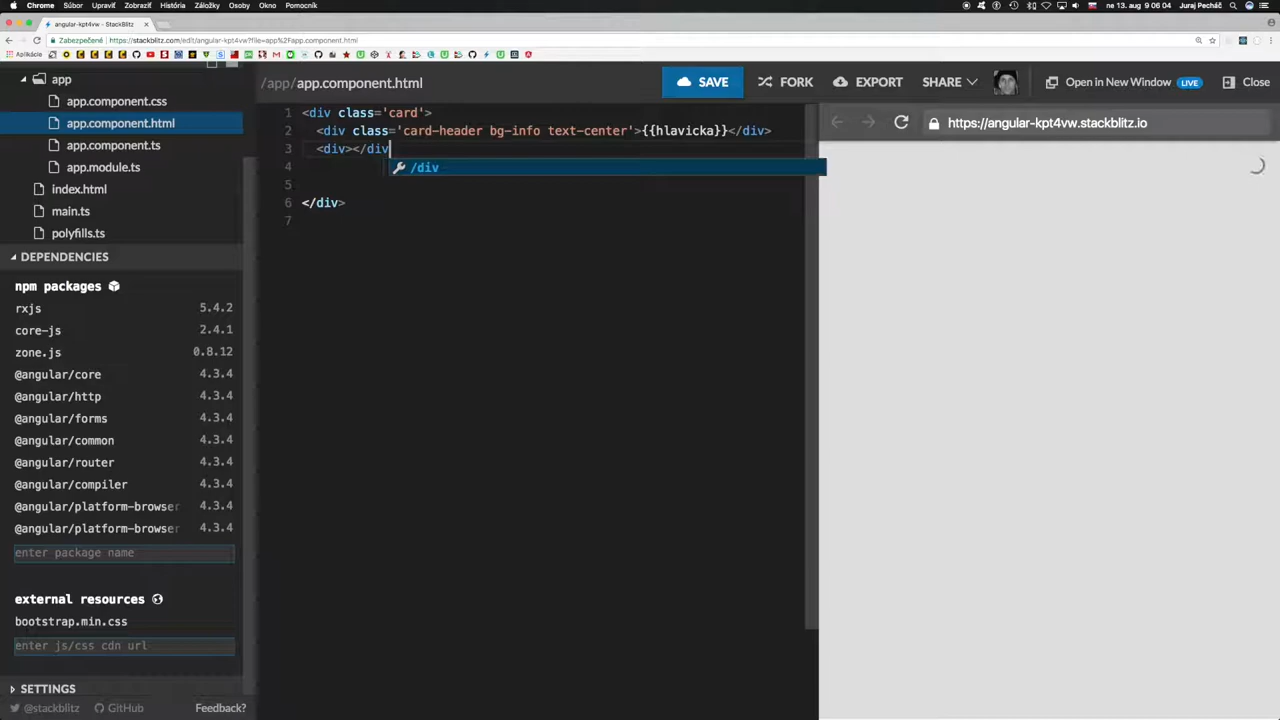 Chrome Súbor Upraviť Zobraziť História Záložky Osoby Okno Pomocník
ne 13. aug 9 06 04 Juraj Pecháč
angular-kpt4vw - StackBlitz
Zabezpečené https://stackblitz.com/edit/angular-kpt4vw?file=app%2Fapp.component.html
Aplikácie
app
app.component.css
app.component.html
app.component.ts
app.module.ts
index.html
main.ts
polyfills.ts
DEPENDENCIES
npm packages
rxjs 5.4.2
core-js 2.4.1
zone.js 0.8.12
@angular/core 4.3.4
@angular/http 4.3.4
@angular/forms 4.3.4
@angular/common 4.3.4
@angular/router 4.3.4
@angular/compiler 4.3.4
@angular/platform-browser 4.3.4
@angular/platform-browser 4.3.4
enter package name
external resources
bootstrap.min.css
enter js/css cdn url
SETTINGS
@stackblitz GitHub Feedback?
/app/app.component.html
SAVE FORK EXPORT SHARE Open in New Window LIVE Close
1 <div class='card'>
2 <div class='card-header bg-info text-center'>{{hlavicka}}</div>
3 <div></div
/div
4
5
6 </div>
7
https://angular-kpt4vw.stackblitz.io